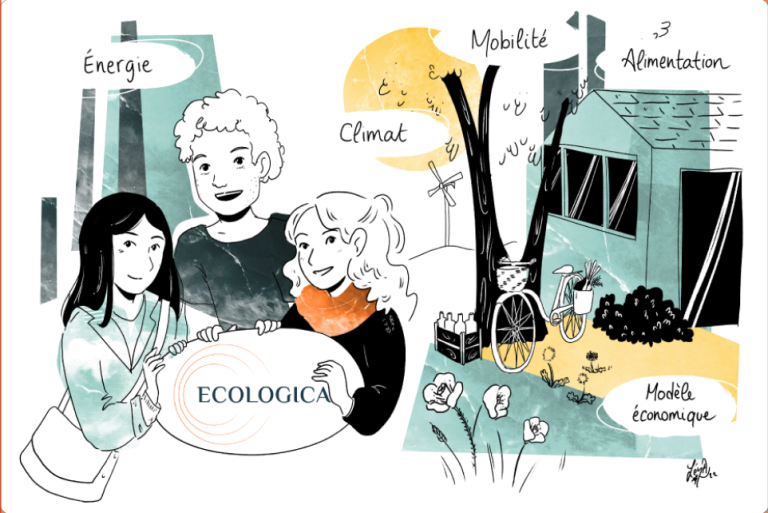 Énergie
Mobilité
Alimentation
Climat
ECOLOGICA
Modèle
économique